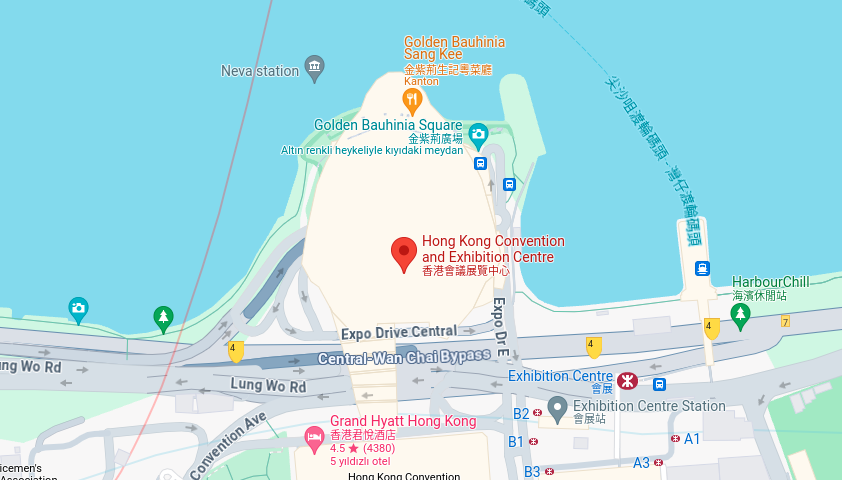 碼頭
Golden Bauhinia
Sang Kee
金紫荊生記粵菜廳
Kanton
Neva station
尖沙咀渡輪碼頭 - 灣仔渡輪碼頭
Golden Bauhinia Square
金紫荊廣場
Altın renkli heykeliyle kıyıdaki meydan
Hong Kong Convention
and Exhibition Centre
香港會議展覽中心
HarbourChill
海濱休閒站
Expo Drive Central
Expo Dr E
4
4
4
7
Central-Wan Chai Bypass
ung Wo Rd
Lung Wo Rd
Exhibition Centre
會展
Exhibition Centre Station
會展站
B2
B1
B3
A1
A3
Convention Ave
Grand Hyatt Hong Kong
香港君悅酒店
4.5 ★ (4380)
5 yıldızlı otel
icemen's
Association
Hong Kong Convention